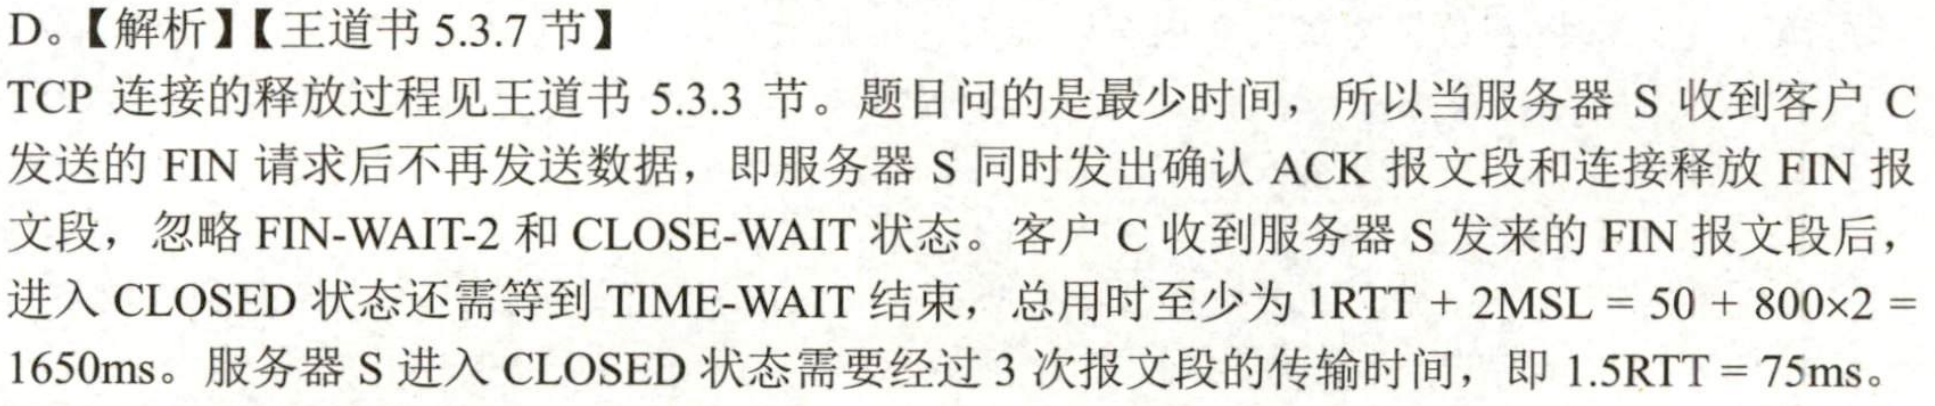 D。【解析】【王道书 5.3.7 节】
TCP 连接的释放过程见王道书 5.3.3 节。题目问的是最少时间，所以当服务器 S 收到客户 C
发送的 FIN 请求后不再发送数据，即服务器 S 同时发出确认 ACK 报文段和连接释放 FIN 报
文段，忽略 FIN-WAIT-2 和 CLOSE-WAIT 状态。客户 C 收到服务器 S 发来的 FIN 报文段后，
进入 CLOSED 状态还需等到 TIME-WAIT 结束，总用时至少为 1RTT + 2MSL = 50 + 800×2 =
1650ms。服务器 S 进入 CLOSED 状态需要经过 3 次报文段的传输时间，即 1.5RTT = 75ms。